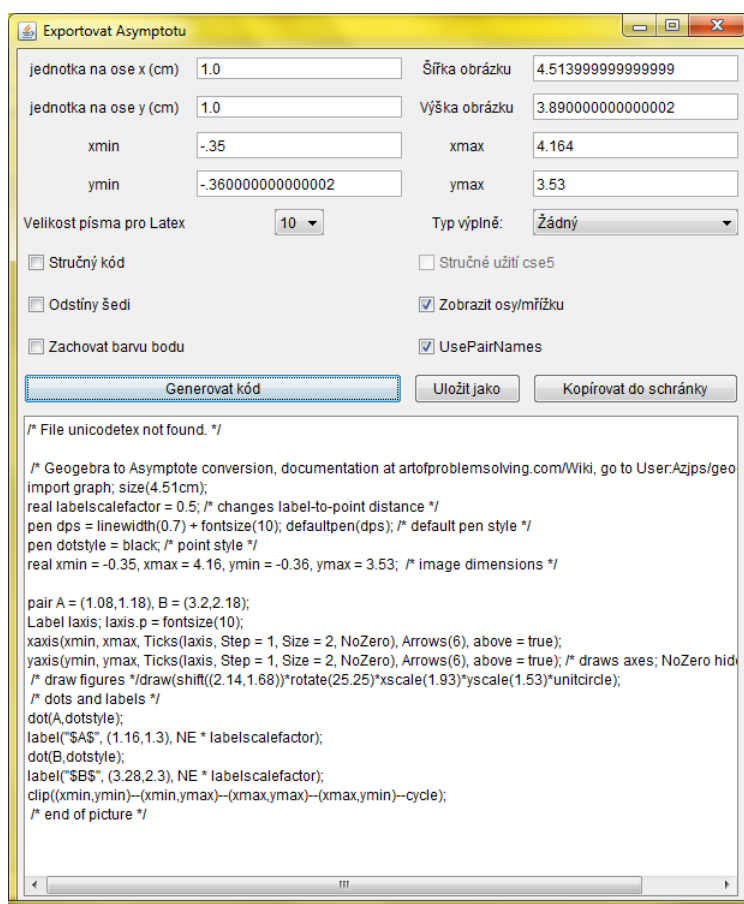 Exportovat Asymptotu
jednotka na ose x (cm) 1.0 Šířka obrázku 4.513999999999999
jednotka na ose y (cm) 1.0 Výška obrázku 3.890000000000002
xmin -.35 xmax 4.164
ymin -.360000000000002 ymax 3.53
Velikost písma pro Latex 10 Typ výplně: Žádný
Stručný kód Stručné užití cse5
Odstíny šedi Zobrazit osy/mřížku
Zachovat barvu bodu UsePairNames
Generovat kód Uložit jako Kopírovat do schránky
/* File unicodetex not found. */
/* Geogebra to Asymptote conversion, documentation at artofproblemsolving.com/Wiki, go to User:Azjps/geo
import graph; size(4.51cm);
real labelscalefactor = 0.5; /* changes label-to-point distance */
pen dps = linewidth(0.7) + fontsize(10); defaultpen(dps); /* default pen style */
pen dotstyle = black; /* point style */
real xmin = -0.35, xmax = 4.16, ymin = -0.36, ymax = 3.53; /* image dimensions */
pair A = (1.08,1.18), B = (3.2,2.18);
Label laxis; laxis.p = fontsize(10);
xaxis(xmin, xmax, Ticks(laxis, Step = 1, Size = 2, NoZero), Arrows(6), above = true);
yaxis(ymin, ymax, Ticks(laxis, Step = 1, Size = 2, NoZero), Arrows(6), above = true); /* draws axes; NoZero hid
/* draw figures */draw(shift((2.14,1.68))*rotate(25.25)*xscale(1.93)*yscale(1.53)*unitcircle);
/* dots and labels */
dot(A,dotstyle);
label("$A$", (1.16,1.3), NE * labelscalefactor);
dot(B,dotstyle);
label("$B$", (3.28,2.3), NE * labelscalefactor);
clip((xmin,ymin)--(xmin,ymax)--(xmax,ymax)--(xmax,ymin)--cycle);
/* end of picture */